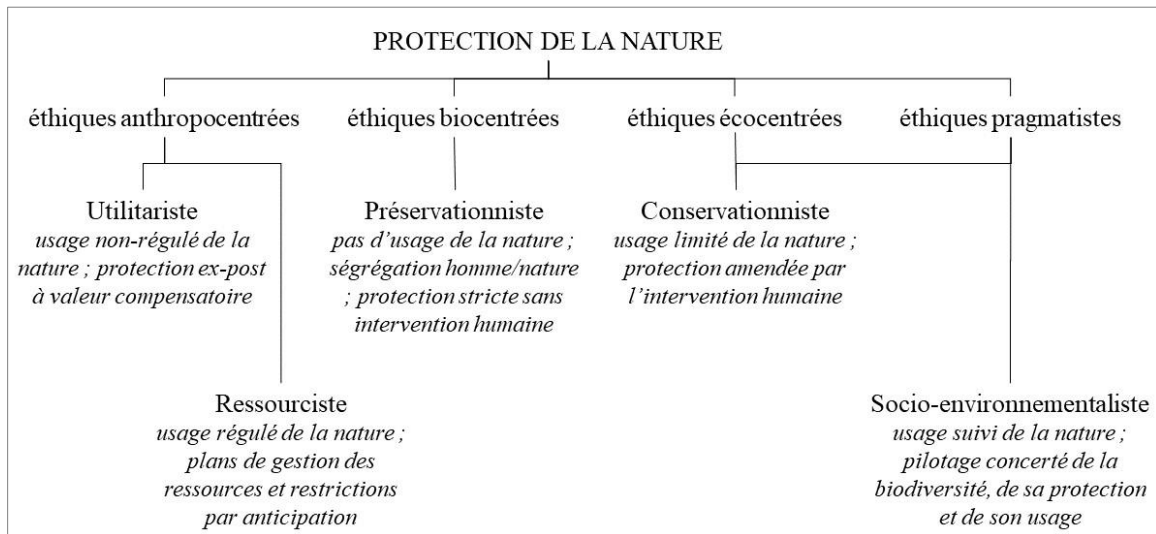 PROTECTION DE LA NATURE
éthiques anthropocentrées
éthiques biocentrées
éthiques écocentrées
éthiques pragmatistes
Utilitariste
usage non-régulé de la
nature ; protection ex-post
à valeur compensatoire
Préservationniste
pas d'usage de la nature ;
ségrégation homme/nature
; protection stricte sans
intervention humaine
Conservationniste
usage limité de la nature ;
protection amendée par
l'intervention humaine
Ressourciste
usage régulé de la nature ;
plans de gestion des
ressources et restrictions
par anticipation
Socio-environnementaliste
usage suivi de la nature ;
pilotage concerté de la
biodiversité, de sa protection
et de son usage